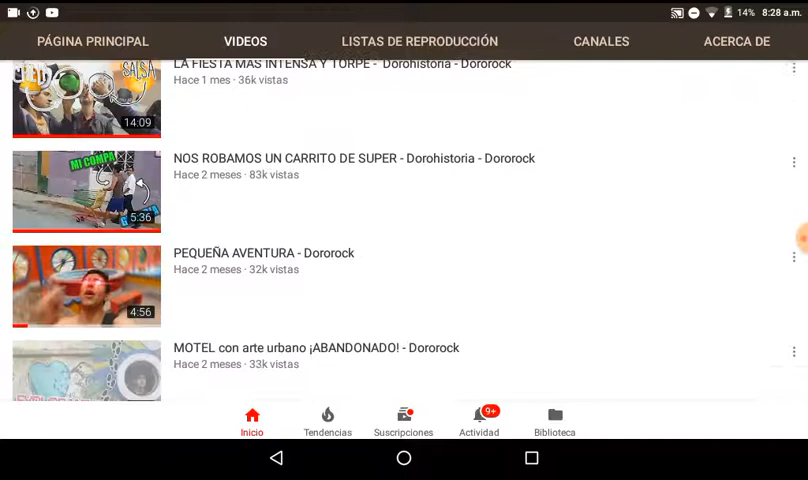 14% 8:28 a.m.
PÁGINA PRINCIPAL VIDEOS LISTAS DE REPRODUCCIÓN CANALES ACERCA DE
LA FIESTA MAS INTENSA Y TORPE - Dorohistoria - Dororock
Hace 1 mes · 36k vistas
SALSA
14:09
NOS ROBAMOS UN CARRITO DE SUPER - Dorohistoria - Dororock
Hace 2 meses · 83k vistas
MI COMPA
5:36
PEQUEÑA AVENTURA - Dororock
Hace 2 meses · 32k vistas
4:56
MOTEL con arte urbano ¡ABANDONADO! - Dororock
Hace 2 meses · 33k vistas
9+
Inicio Tendencias Suscripciones Actividad Biblioteca